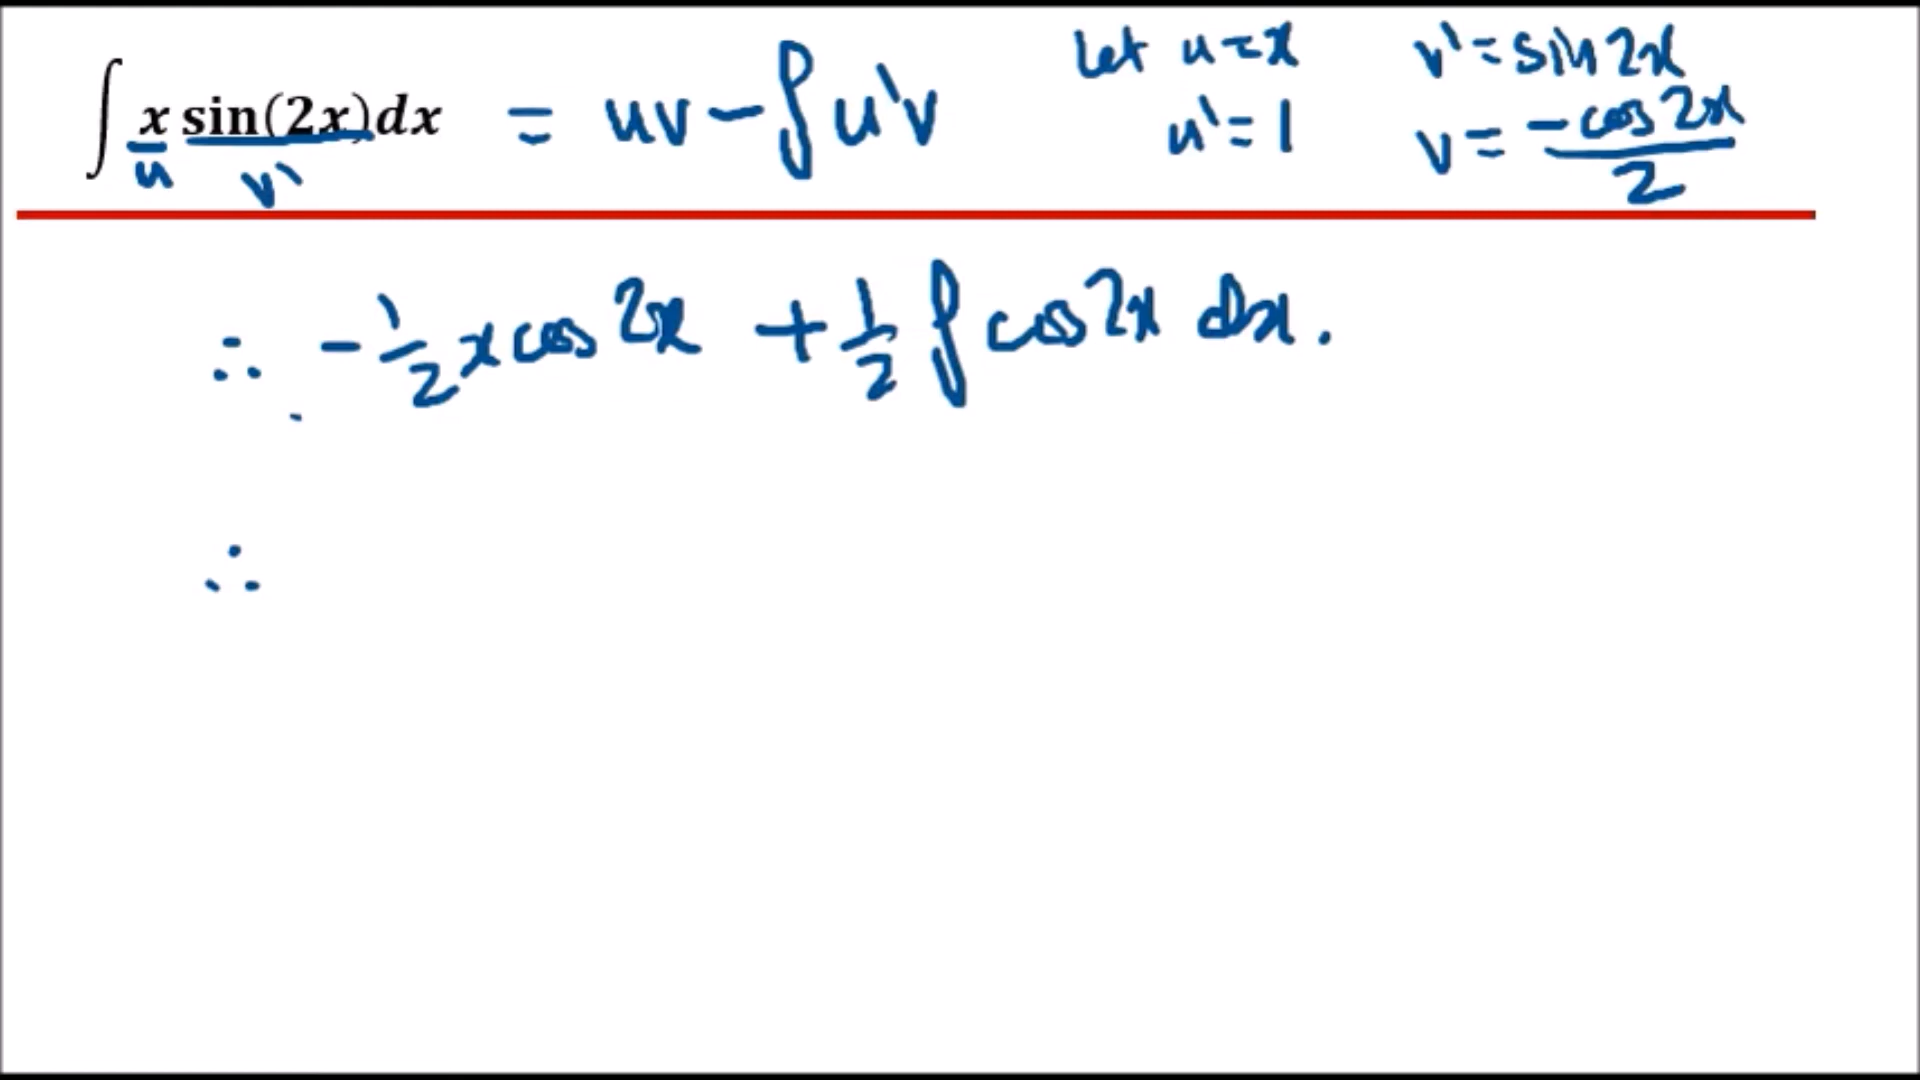 ∫ x sin(2x)dx = uv − ∫ u'v Let u = x v' = sin 2x
u v' u' = 1 v = −cos 2x / 2
∴ −1/2 x cos 2x + 1/2 ∫ cos 2x dx.
∴